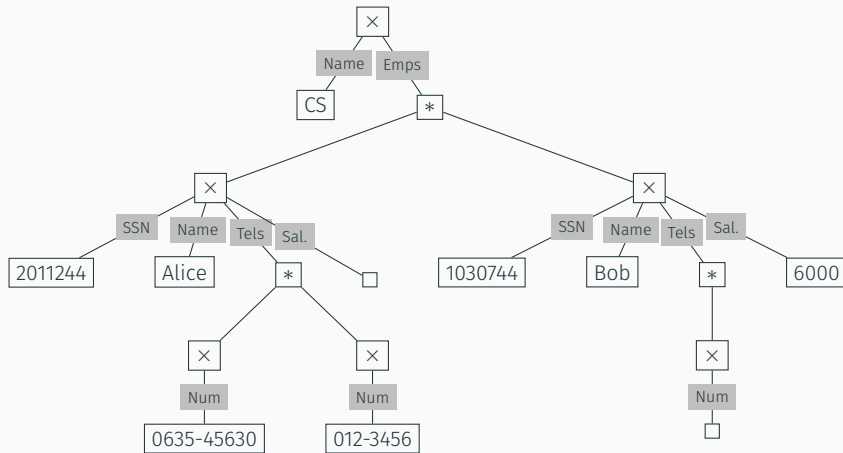 ×
Name Emps
CS
*
× ×
SSN Name Tels Sal. SSN Name Tels Sal.
2011244 Alice * 1030744 Bob * 6000
× × ×
Num Num Num
0635-45630 012-3456